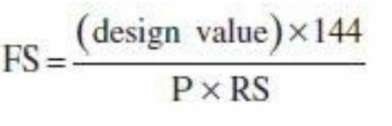 FS = (design value) × 144
P × RS